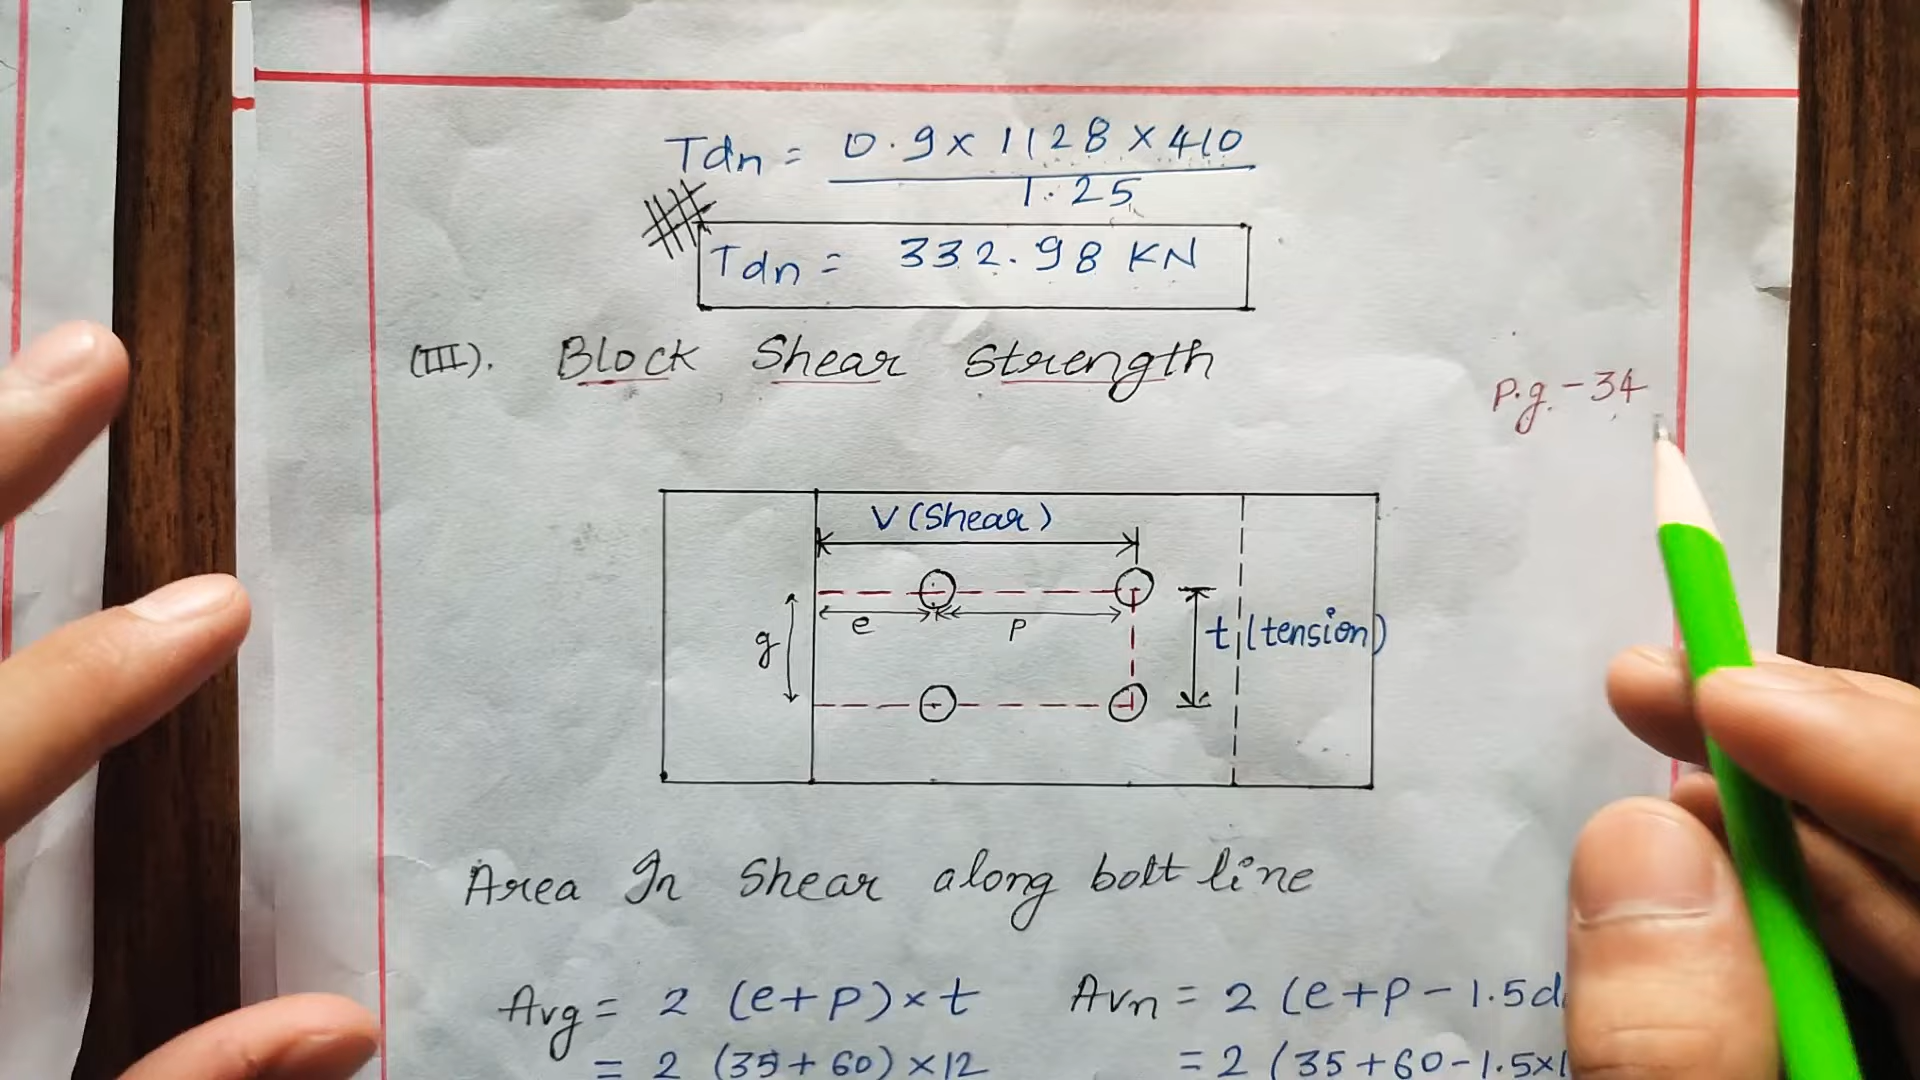 Tdn = 0.9 x 1128 x 410
1.25
Tdn = 332.98 KN
(III). Block Shear Strength
P.g. - 34
V (Shear)
e
P
g
t (tension)
Area In Shear along bolt line
Avg = 2 (e+P) x t
Avn = 2 (e+P - 1.5d
= 2 (35+60) x 12
= 2 (35+60-1.5x1